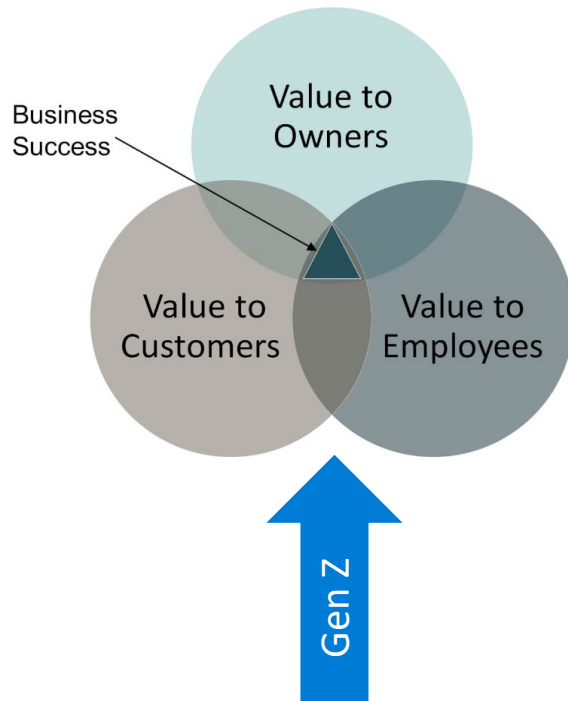 Value to
Owners
Business
Success
Value to
Customers
Value to
Employees
Gen Z